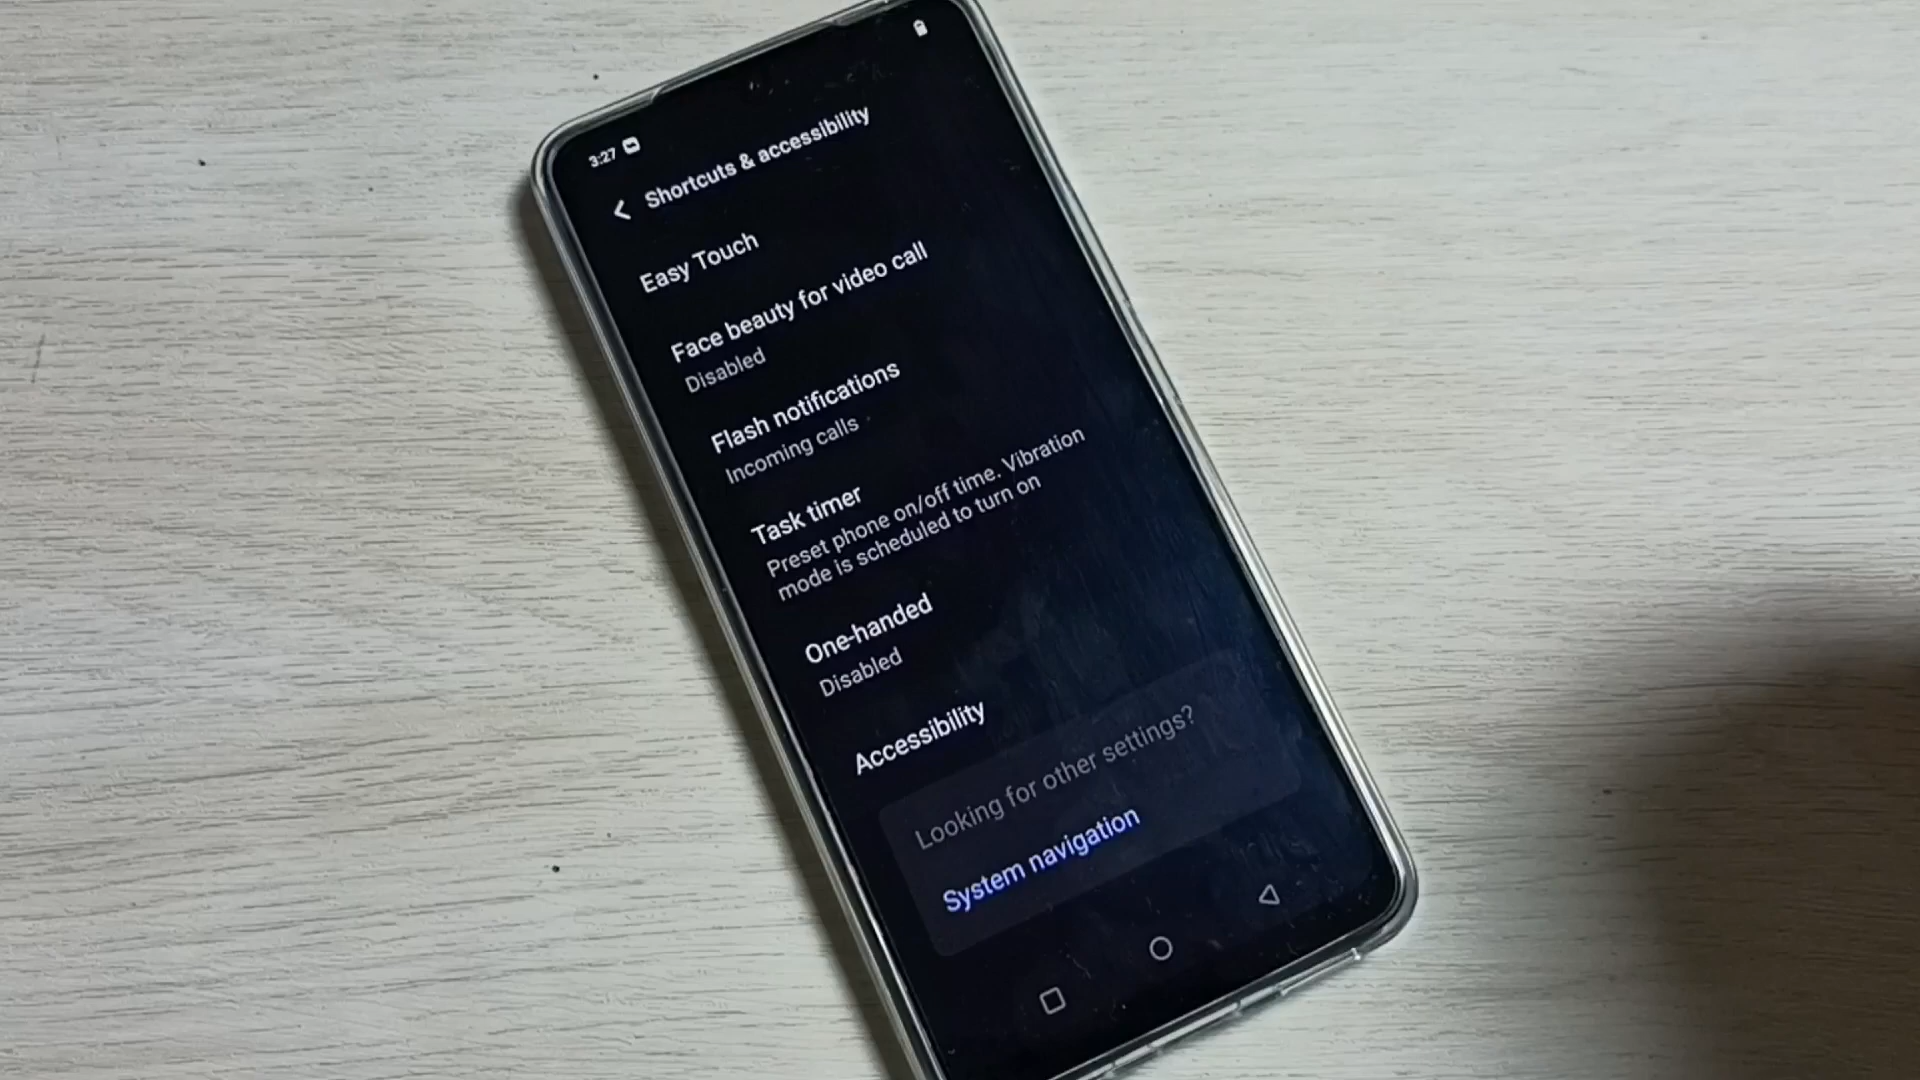 3:27
Shortcuts & accessibility
Easy Touch
Face beauty for video call
Disabled
Flash notifications
Incoming calls
Task timer
Preset phone on/off time. Vibration
mode is scheduled to turn on
One-handed
Disabled
Accessibility
Looking for other settings?
System navigation